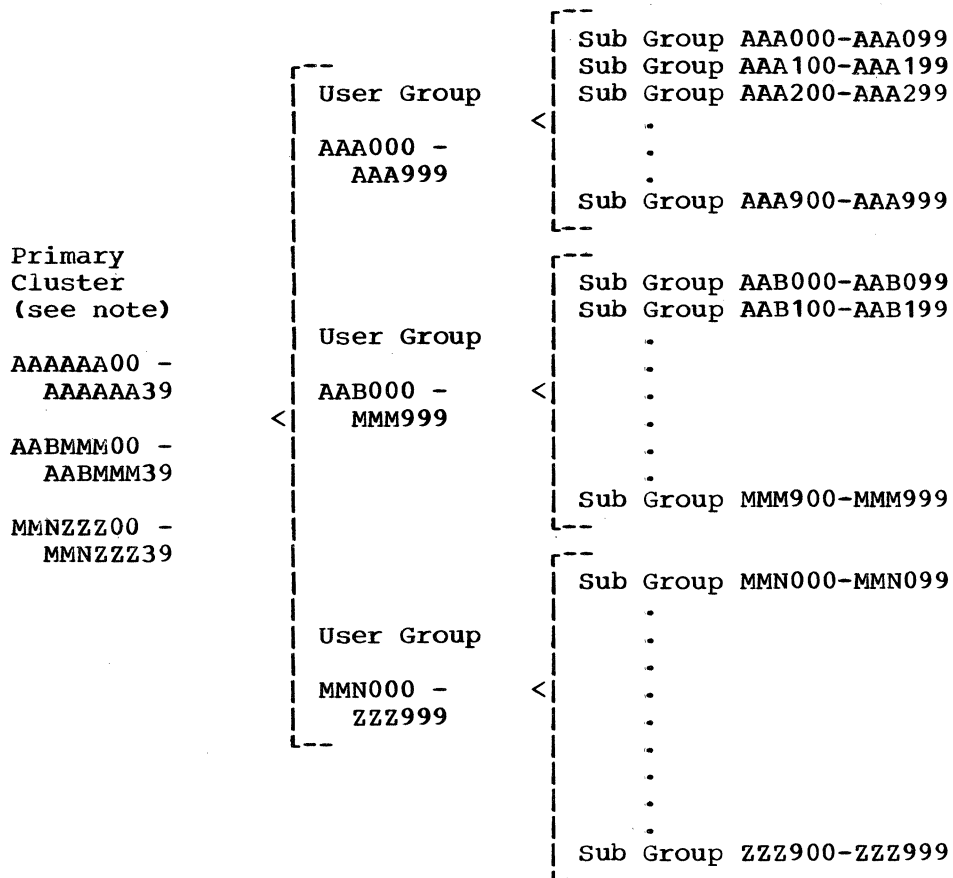 Primary
Cluster
(see note)
AAAAAA00 -
AAAAAA39
AABMMM00 -
AABMMM39
MMNZZZ00 -
MMNZZZ39
User Group
AAA000 -
AAA999
User Group
AAB000 -
MMM999
User Group
MMN000 -
ZZZ999
Sub Group AAA000-AAA099
Sub Group AAA100-AAA199
Sub Group AAA200-AAA299
Sub Group AAA900-AAA999
Sub Group AAB000-AAB099
Sub Group AAB100-AAB199
Sub Group MMM900-MMM999
Sub Group MMN000-MMN099
Sub Group ZZZ900-ZZZ999